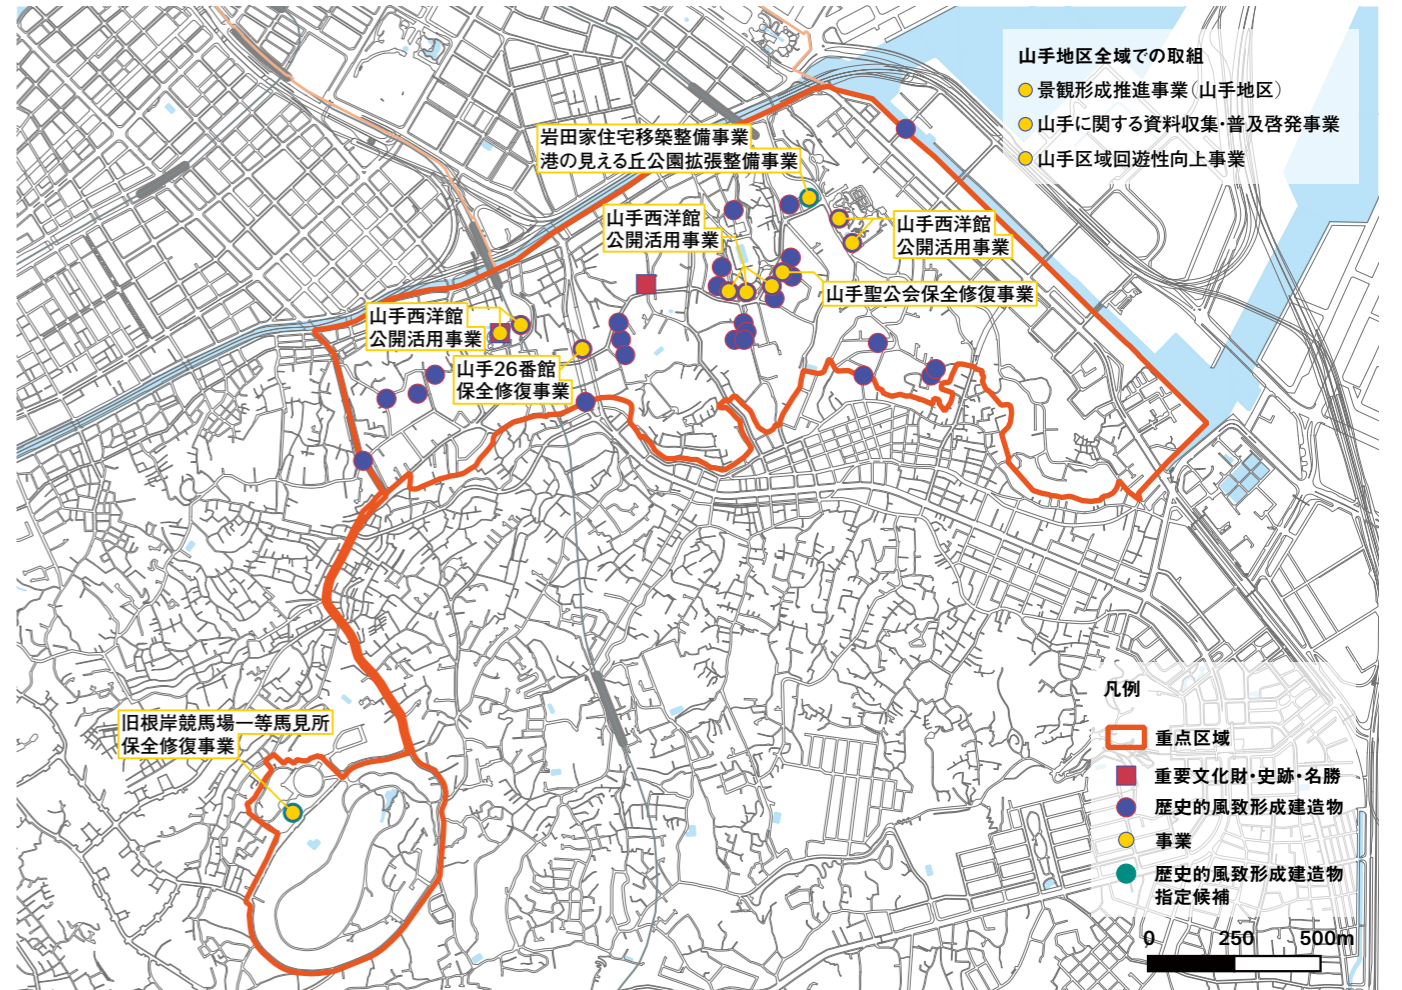 山手地区全域での取組
景観形成推進事業(山手地区)
山手に関する資料収集・普及啓発事業
山手区域回遊性向上事業
岩田家住宅移築整備事業
港の見える丘公園拡張整備事業
山手西洋館
公開活用事業
山手西洋館
公開活用事業
山手聖公会保全修復事業
山手西洋館
公開活用事業
山手26番館
保全修復事業
旧根岸競馬場一等馬見所
保全修復事業
凡例
重点区域
重要文化財・史跡・名勝
歴史的風致形成建造物
事業
歴史的風致形成建造物
指定候補
0 250 500m